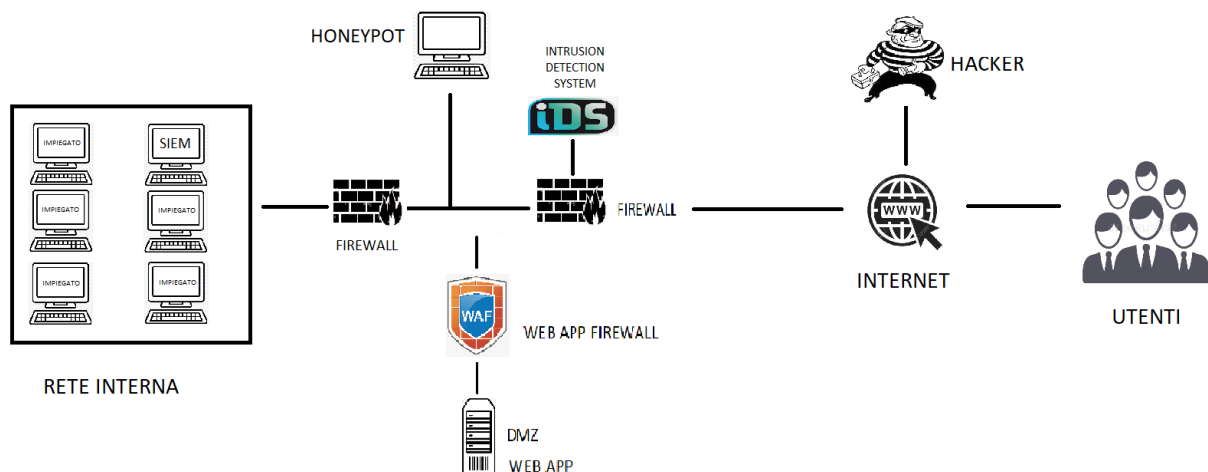 HONEYPOT
INTRUSION
DETECTION
SYSTEM
iDS
HACKER
IMPIEGATO
SIEM
IMPIEGATO
IMPIEGATO
IMPIEGATO
IMPIEGATO
FIREWALL
FIREWALL
WWW
INTERNET
UTENTI
WAF
WEB APP FIREWALL
RETE INTERNA
DMZ
WEB APP